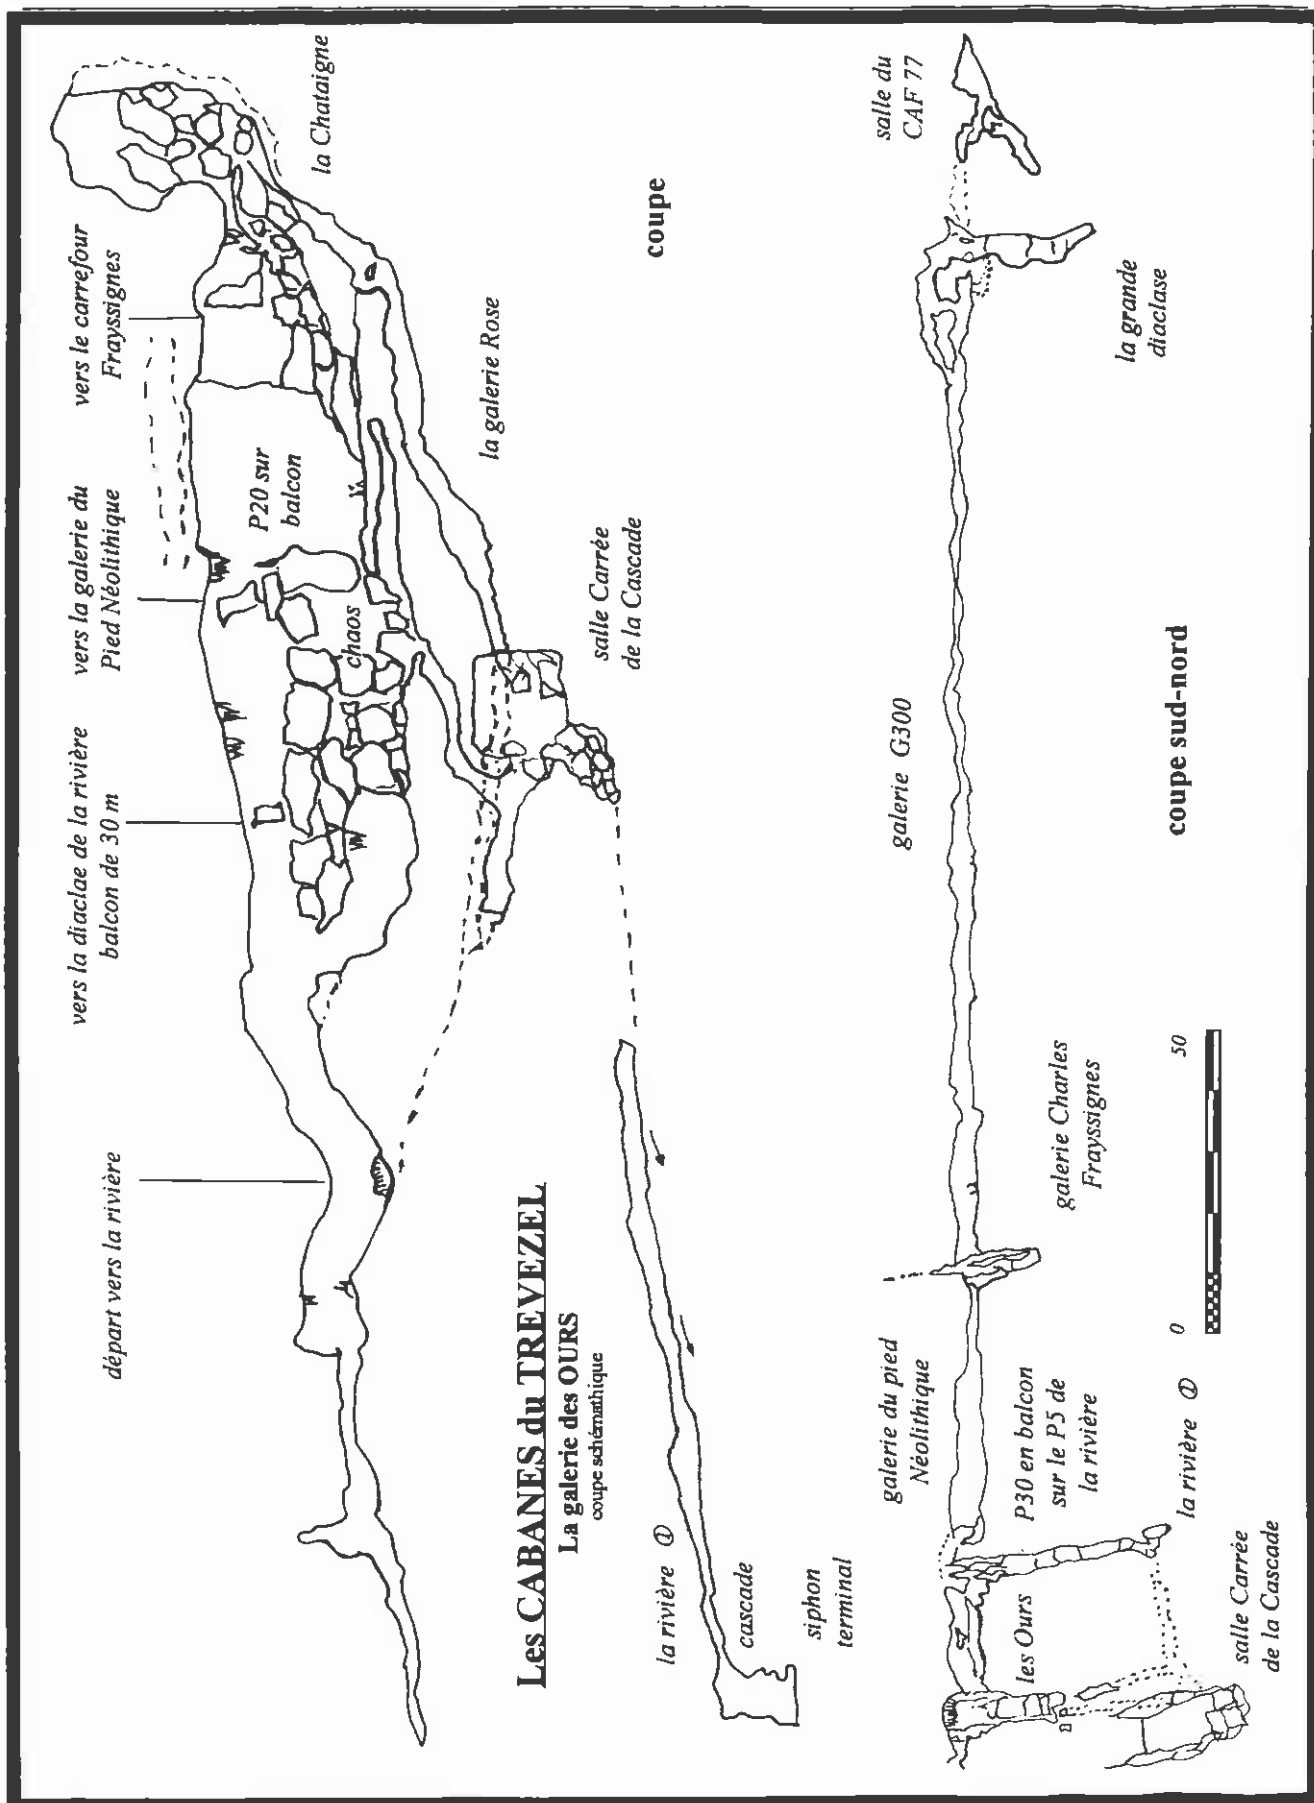 départ vers la rivière
vers la diaclae de la rivière
balcon de 30 m
vers la galerie du
Pied Néolithique
vers le carrefour
Frayssignes
P20 sur
balcon
chaos
la Chataigne
la galerie Rose
salle Carrée
de la Cascade
coupe
Les CABANES du TREVEZEL
La galerie des OURS
coupe schémathique
la rivière ①
cascade
siphon
terminal
salle du
CAF 77
la grande
diaclase
galerie G300
galerie Charles
Frayssignes
galerie du pied
Néolithique
P30 en balcon
sur le P5 de
la rivière
les Ours
la rivière ①
salle Carrée
de la Cascade
coupe sud-nord
0 50